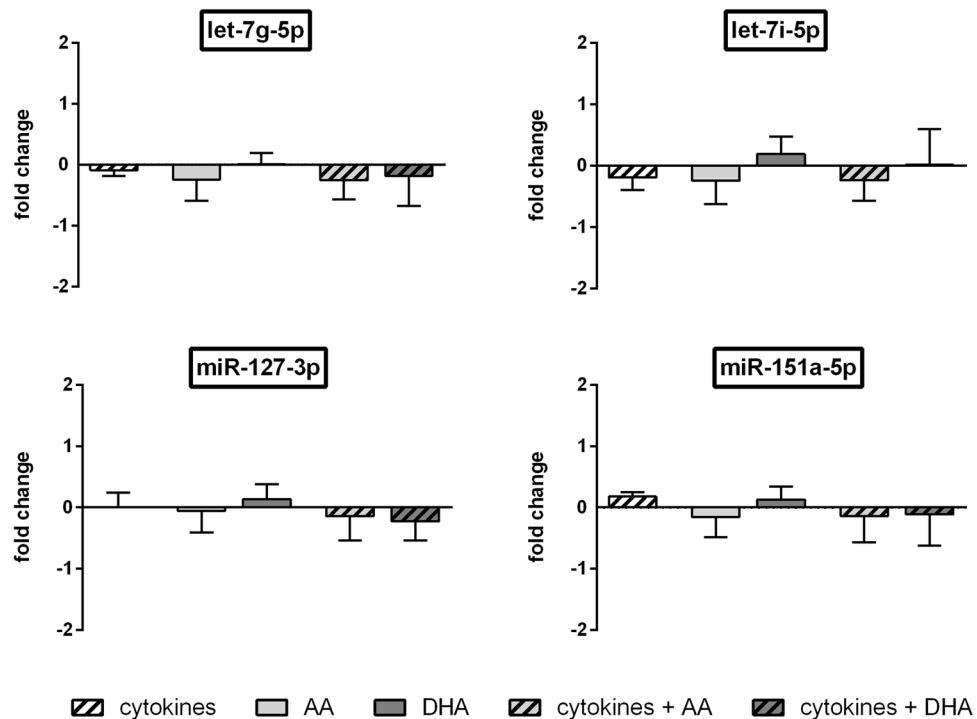 let-7g-5p
2
1
0
-1
-2
fold change
let-7i-5p
2
1
0
-1
-2
fold change
miR-127-3p
2
1
0
-1
-2
fold change
miR-151a-5p
2
1
0
-1
-2
fold change
cytokines AA DHA cytokines + AA cytokines + DHA